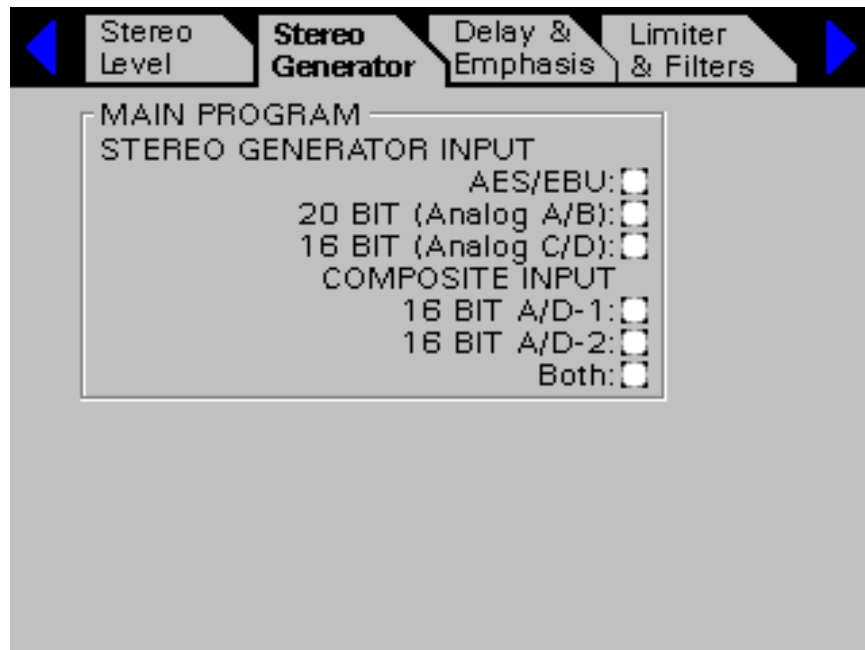 Stereo Level
Stereo Generator
Delay & Emphasis
Limiter & Filters
MAIN PROGRAM
STEREO GENERATOR INPUT
AES/EBU:
20 BIT (Analog A/B):
16 BIT (Analog C/D):
COMPOSITE INPUT
16 BIT A/D-1:
16 BIT A/D-2:
Both: